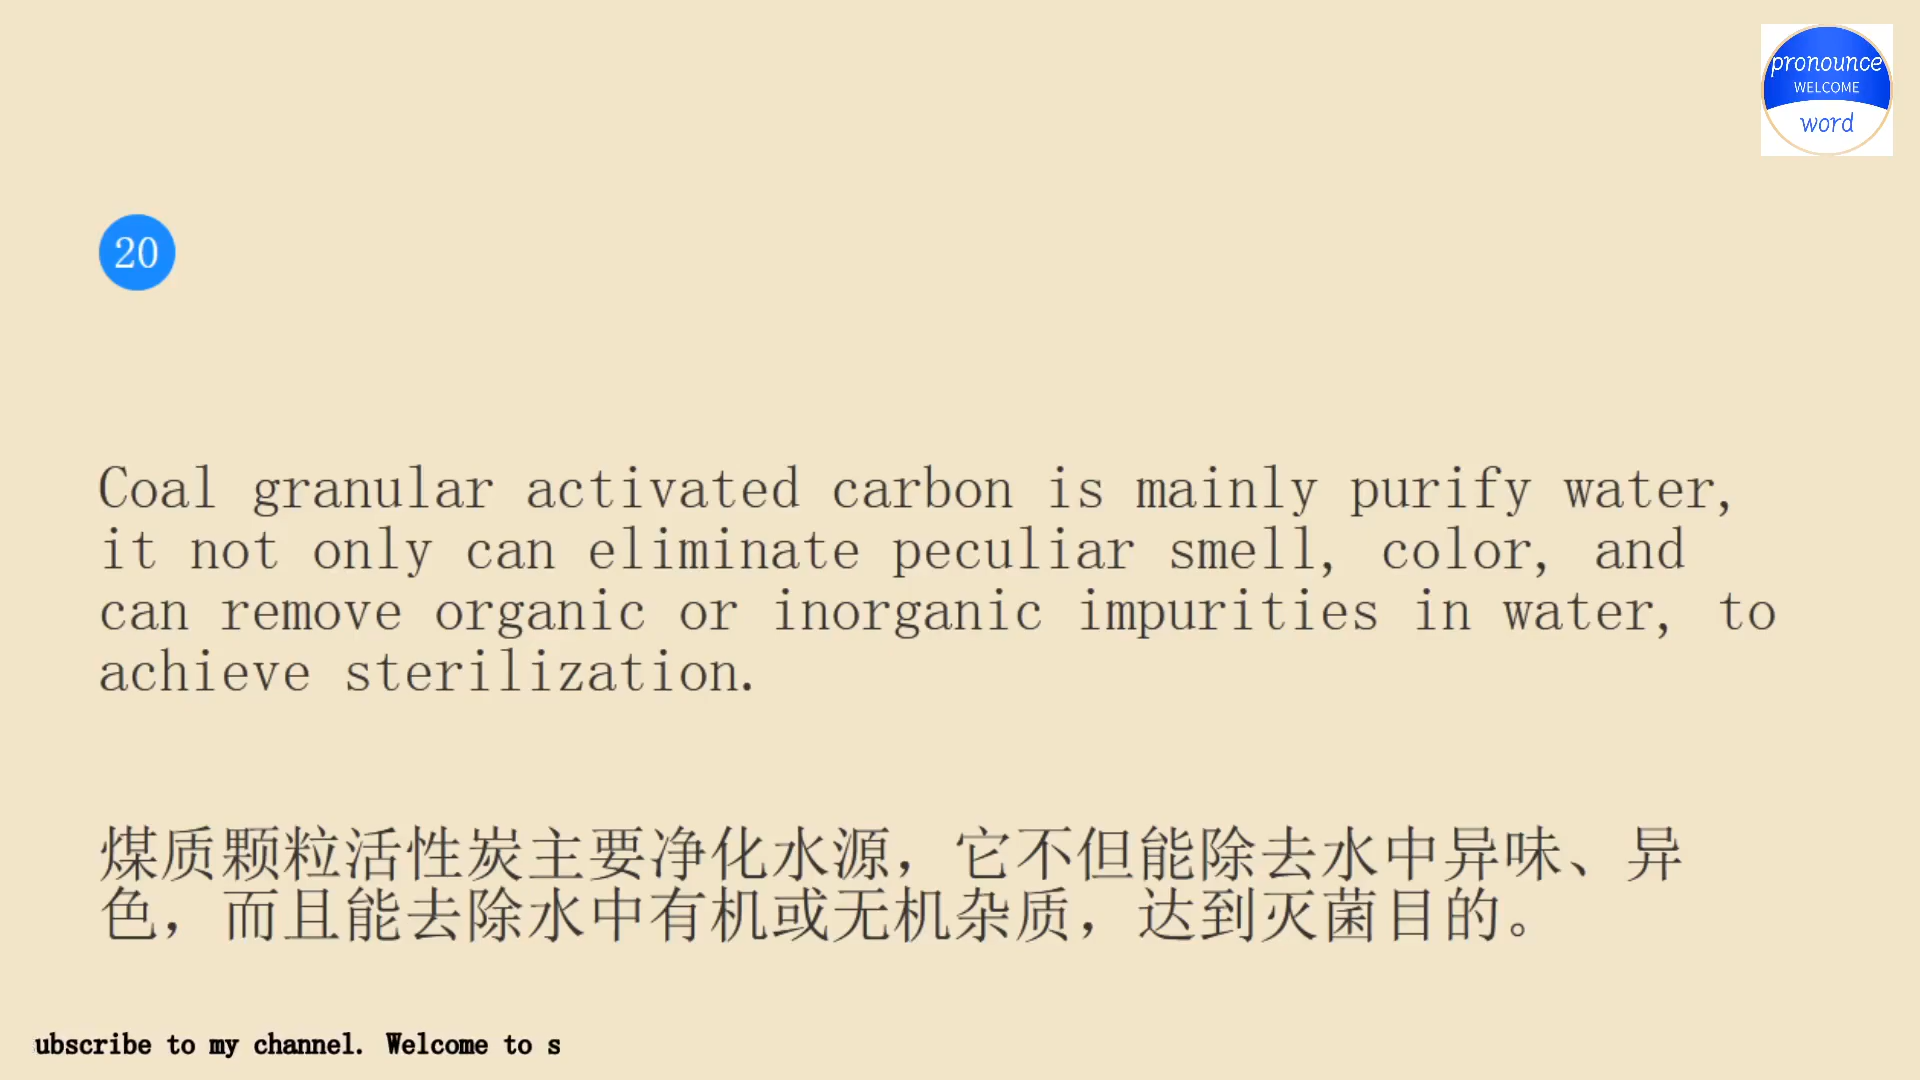 pronounce
WELCOME
word
20
Coal granular activated carbon is mainly purify water,
it not only can eliminate peculiar smell, color, and
can remove organic or inorganic impurities in water, to
achieve sterilization.
煤质颗粒活性炭主要净化水源，它不但能除去水中异味、异
色，而且能去除水中有机或无机杂质，达到灭菌目的。
ubscribe to my channel. Welcome to s